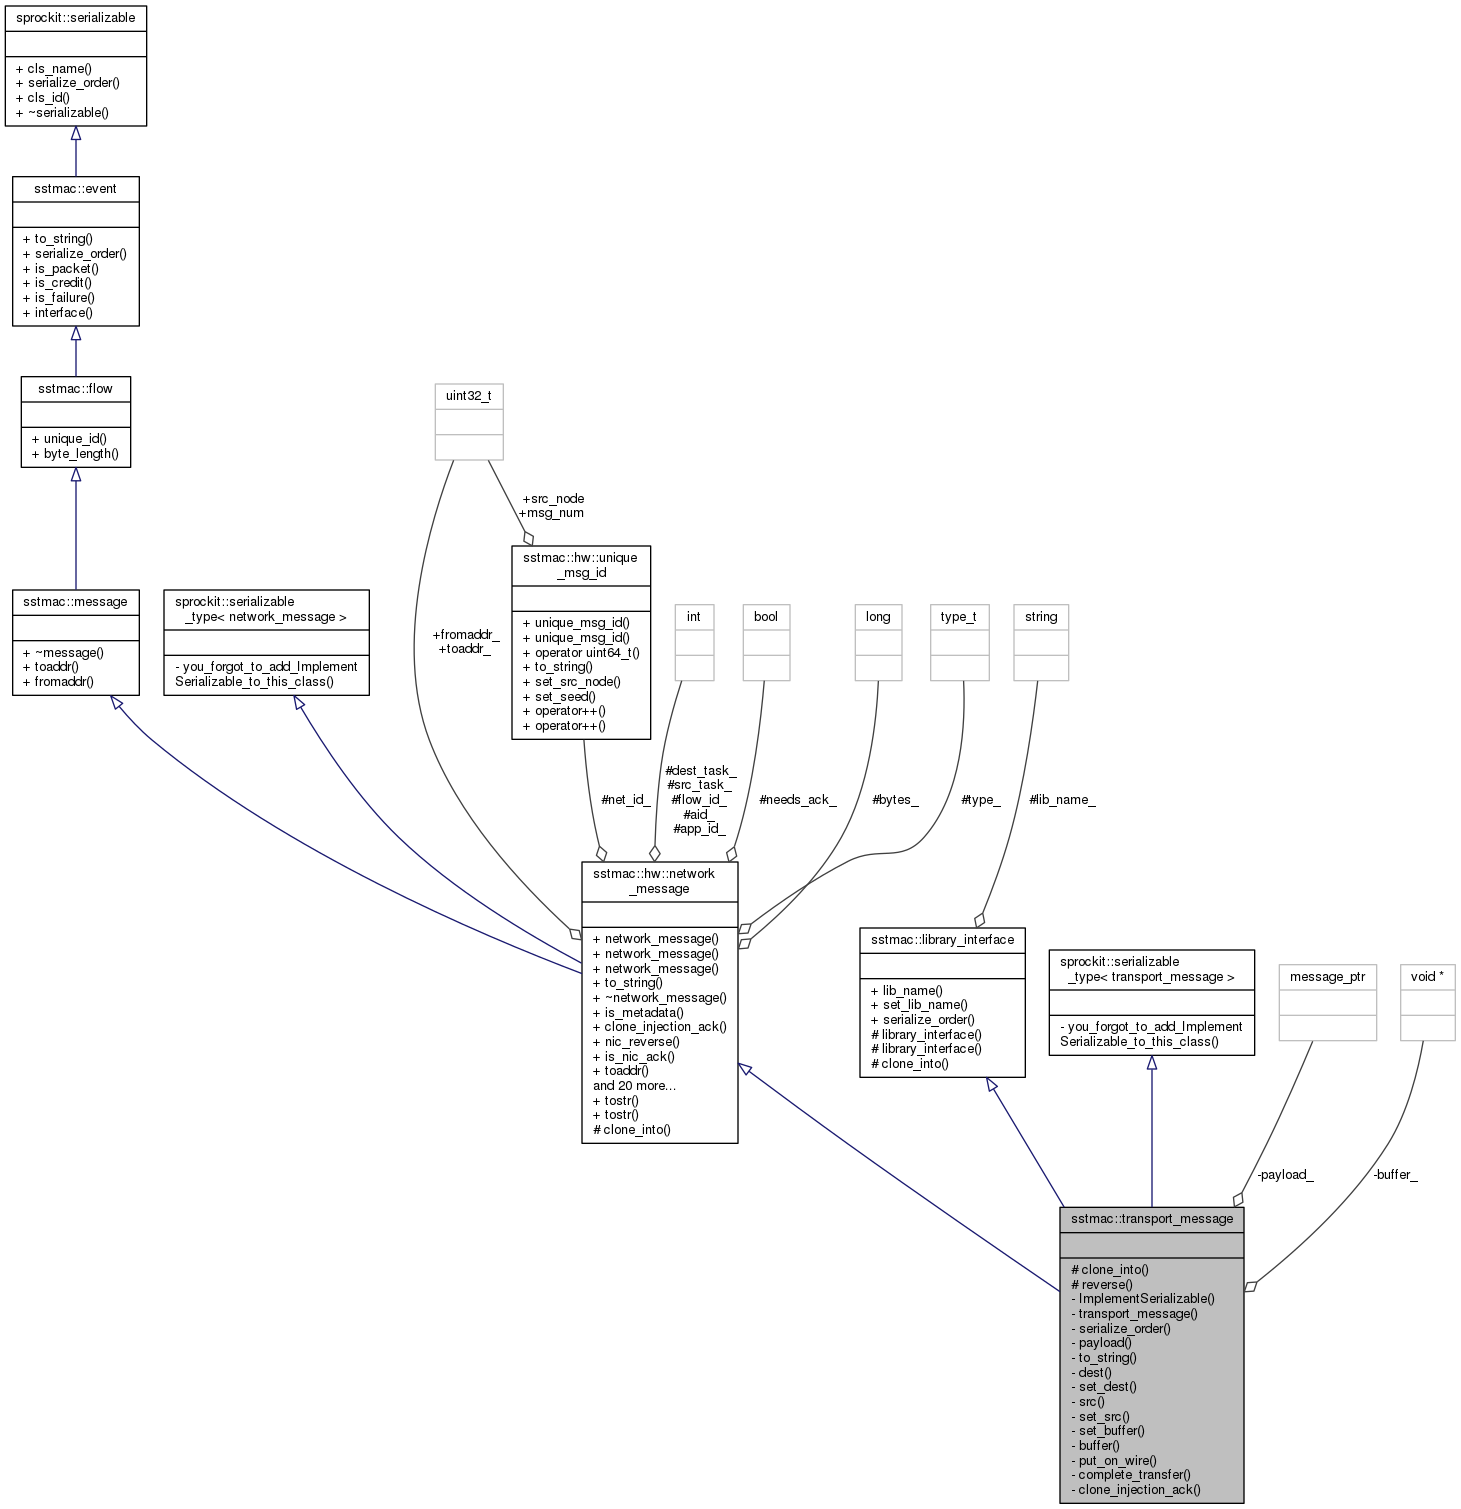 sprockit::serializable
+ cls_name()
+ serialize_order()
+ cls_id()
+ ~serializable()
sstmac::event
+ to_string()
+ serialize_order()
+ is_packet()
+ is_credit()
+ is_failure()
+ interface()
sstmac::flow
+ unique_id()
+ byte_length()
uint32_t
+src_node
+msg_num
sstmac::hw::unique
_msg_id
+ unique_msg_id()
+ unique_msg_id()
+ operator uint64_t()
+ to_string()
+ set_src_node()
+ set_seed()
+ operator++()
+ operator++()
sstmac::message
+ ~message()
+ toaddr()
+ fromaddr()
sprockit::serializable
_type< network_message >
- you_forgot_to_add_Implement
Serializable_to_this_class()
+fromaddr_
+toaddr_
int
bool
long
type_t
string
#net_id_
#dest_task_
#src_task_
#flow_id_
#aid_
#app_id_
#needs_ack_
#bytes_
#type_
#lib_name_
sstmac::hw::network
_message
+ network_message()
+ network_message()
+ network_message()
+ to_string()
+ ~network_message()
+ is_metadata()
+ clone_injection_ack()
+ nic_reverse()
+ is_nic_ack()
+ toaddr()
and 20 more...
+ tostr()
+ tostr()
# clone_into()
sstmac::library_interface
+ lib_name()
+ set_lib_name()
+ serialize_order()
# library_interface()
# library_interface()
# clone_into()
sprockit::serializable
_type< transport_message >
- you_forgot_to_add_Implement
Serializable_to_this_class()
message_ptr
void *
-payload_
-buffer_
sstmac::transport_message
# clone_into()
# reverse()
- ImplementSerializable()
- transport_message()
- serialize_order()
- payload()
- to_string()
- dest()
- set_dest()
- src()
- set_src()
- set_buffer()
- buffer()
- put_on_wire()
- complete_transfer()
- clone_injection_ack()